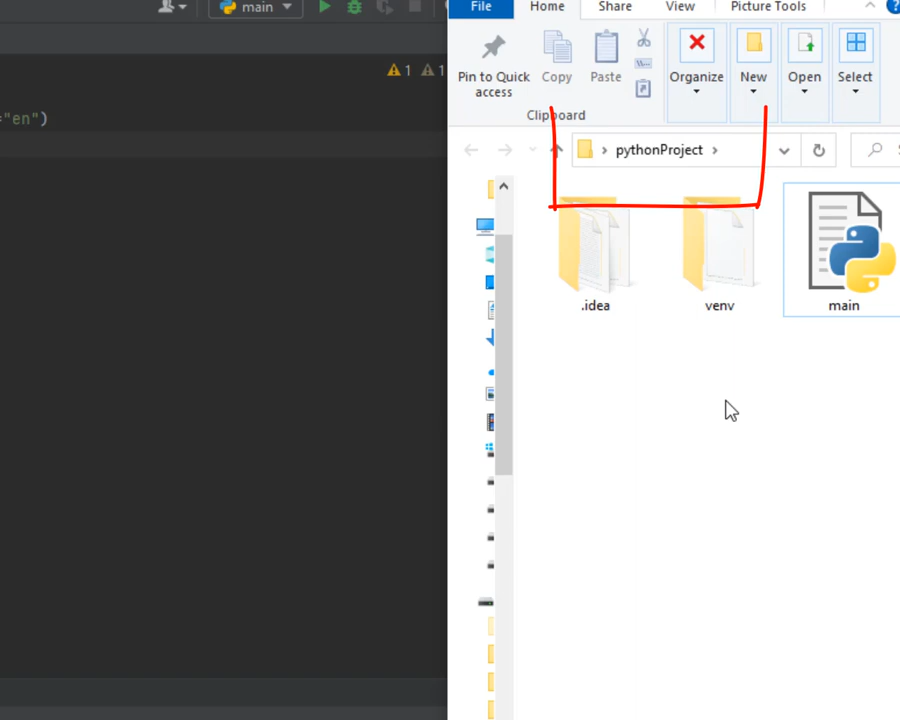 main
File Home Share View Picture Tools
1 1
="en")
Pin to Quick
access
Copy
Paste
Organize
New
Open
Select
Clipboard
pythonProject
.idea
venv
main